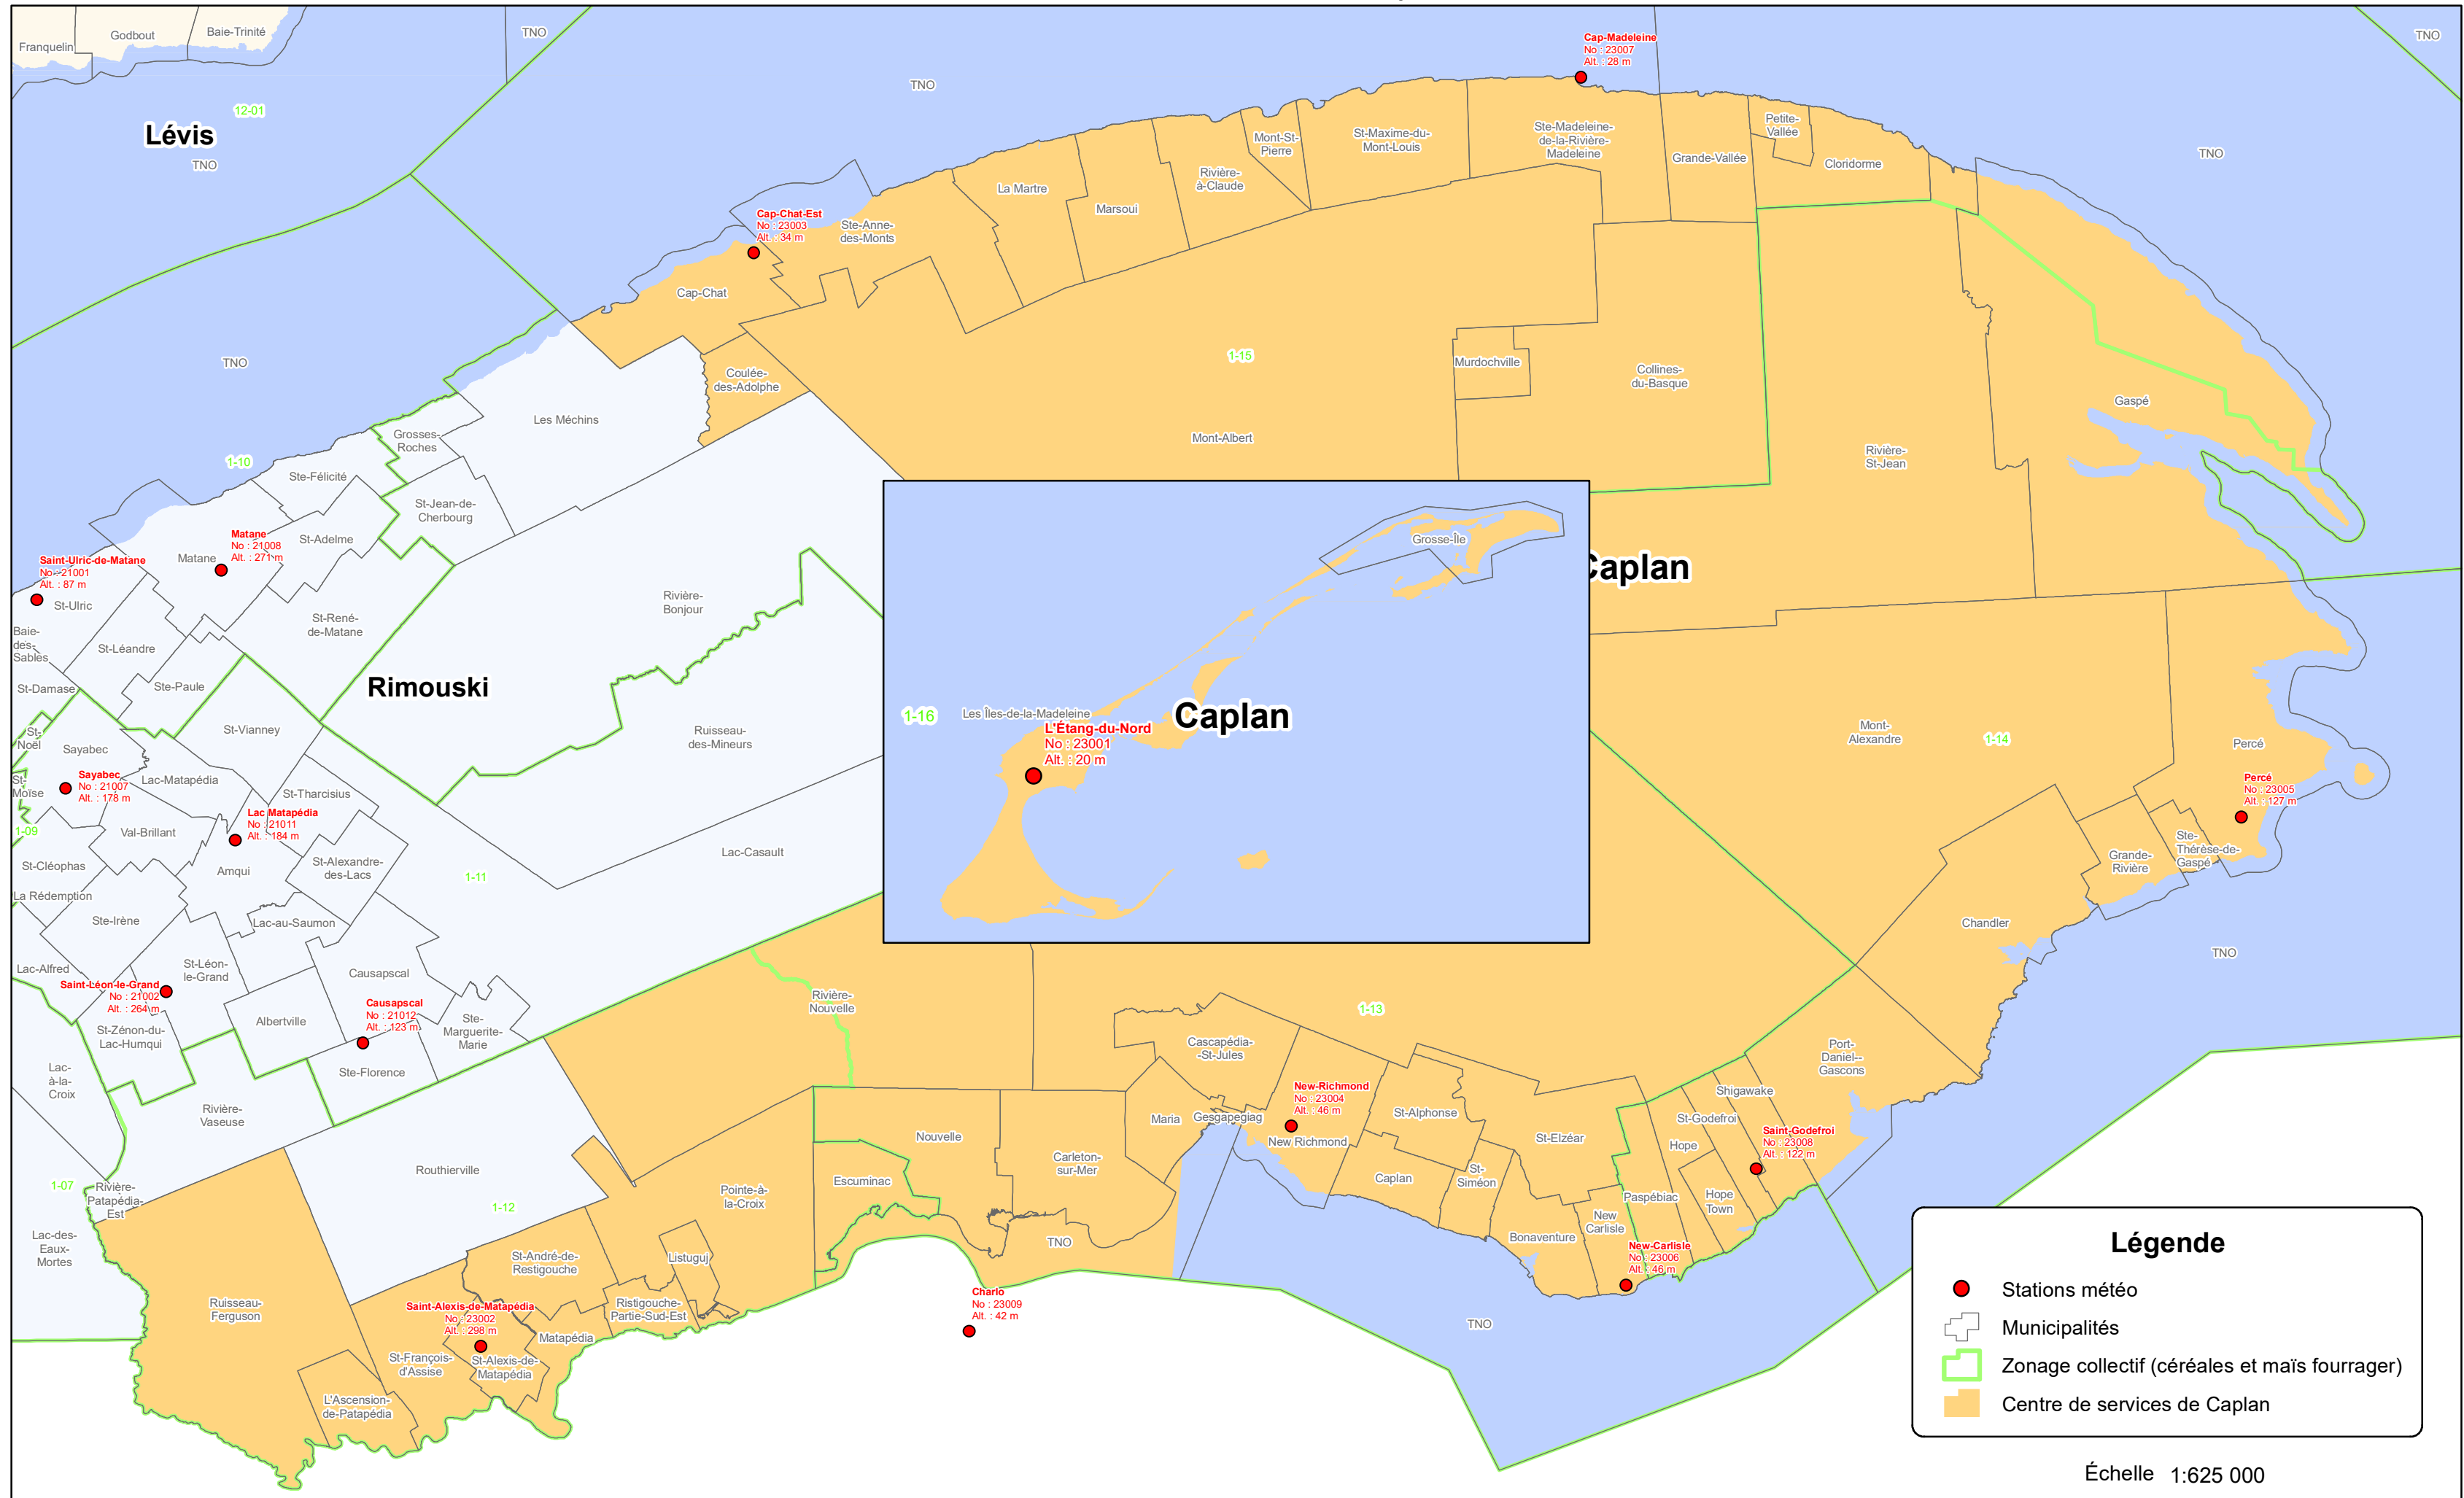 Franquelin
Godbout
Baie-Trinité
TNO
TNO
TNO
12-01
Lévis
TNO
TNO
Cap-Madeleine
No : 23007
Alt. : 28 m
TNO
Cap-Chat-Est
No : 23003
Alt. : 34 m
Ste-Anne-
des-Monts
Cap-Chat
La Martre
Marsoui
Rivière-
à-Claude
Mont-St-
Pierre
St-Maxime-du-
Mont-Louis
Ste-Madeleine-
de-la-Rivière-
Madeleine
Grande-Vallée
Petite-
Vallée
Cloridorme
1-15
Murdochville
Collines-
du-Basque
Mont-Albert
Coulée-
des-Adolphe
Les Méchins
Grosses-
Roches
1-10
Ste-Félicité
St-Jean-de-
Cherbourg
St-Adelme
Matane
No : 21008
Alt. : 271 m
Matane
Saint-Ulric-de-Matane
No : 21001
Alt. : 87 m
St-Ulric
Baie-
des-
Sables
St-Léandre
St-René-
de-Matane
St-Damase
Ste-Paule
Rivière-
Bonjour
Rimouski
Rivière-
St-Jean
Gaspé
Caplan
Grosse-Île
1-16
Les Îles-de-la-Madeleine
Caplan
L'Étang-du-Nord
No : 23001
Alt. : 20 m
St-
Noël
Sayabec
St-Vianney
Ruisseau-
des-Mineurs
St-
Moïse
Sayabec
No : 21007
Alt. : 178 m
Lac-Matapédia
St-Tharcisius
Lac Matapédia
No : 21011
Alt. : 184 m
1-09
Val-Brillant
St-Cléophas
Amqui
St-Alexandre-
des-Lacs
Lac-Casault
1-11
La Rédemption
Ste-Irène
Lac-au-Saumon
Lac-Alfred
St-Léon-
le-Grand
Causapscal
Saint-Léon-le-Grand
No : 21002
Alt. : 264 m
Causapscal
No : 21012
Alt. : 123 m
St-Zénon-du-
Lac-Humqui
Albertville
Ste-
Marguerite-
Marie
Lac-
à-la-
Croix
Ste-Florence
Rivière-
Vaseuse
Mont-
Alexandre
1-14
Percé
Percé
No : 23005
Alt. : 127 m
Grande-
Rivière
Ste-
Thérèse-de-
Gaspé
Chandler
TNO
Rivière-
Nouvelle
1-13
Cascapédia-
-St-Jules
Port-
Daniel--
Gascons
New-Richmond
No : 23004
Alt. : 46 m
Maria
Gesgapegiag
New Richmond
St-Alphonse
Shigawake
St-Godefroi
Hope
Saint-Godefroi
No : 23008
Alt. : 122 m
St-Elzéar
Nouvelle
Carleton-
sur-Mer
Escuminac
Caplan
St-
Siméon
Paspébiac
Hope
Town
New
Carlisle
Bonaventure
New-Carlisle
No : 23006
Alt. : 46 m
Routhierville
1-07
Rivière-
Patapédia-
Est
1-12
Pointe-à-
la-Croix
Lac-des-
Eaux-
Mortes
St-André-de-
Restigouche
Listuguj
TNO
Ruisseau-
Ferguson
Saint-Alexis-de-Matapédia
No : 23002
Alt. : 298 m
Ristigouche-
Partie-Sud-Est
Matapédia
St-François-
d'Assise
St-Alexis-de-
Matapédia
L'Ascension-
de-Patapédia
Charlo
No : 23009
Alt. : 42 m
TNO
Légende
Stations météo
Municipalités
Zonage collectif (céréales et maïs fourrager)
Centre de services de Caplan
Échelle 1:625 000